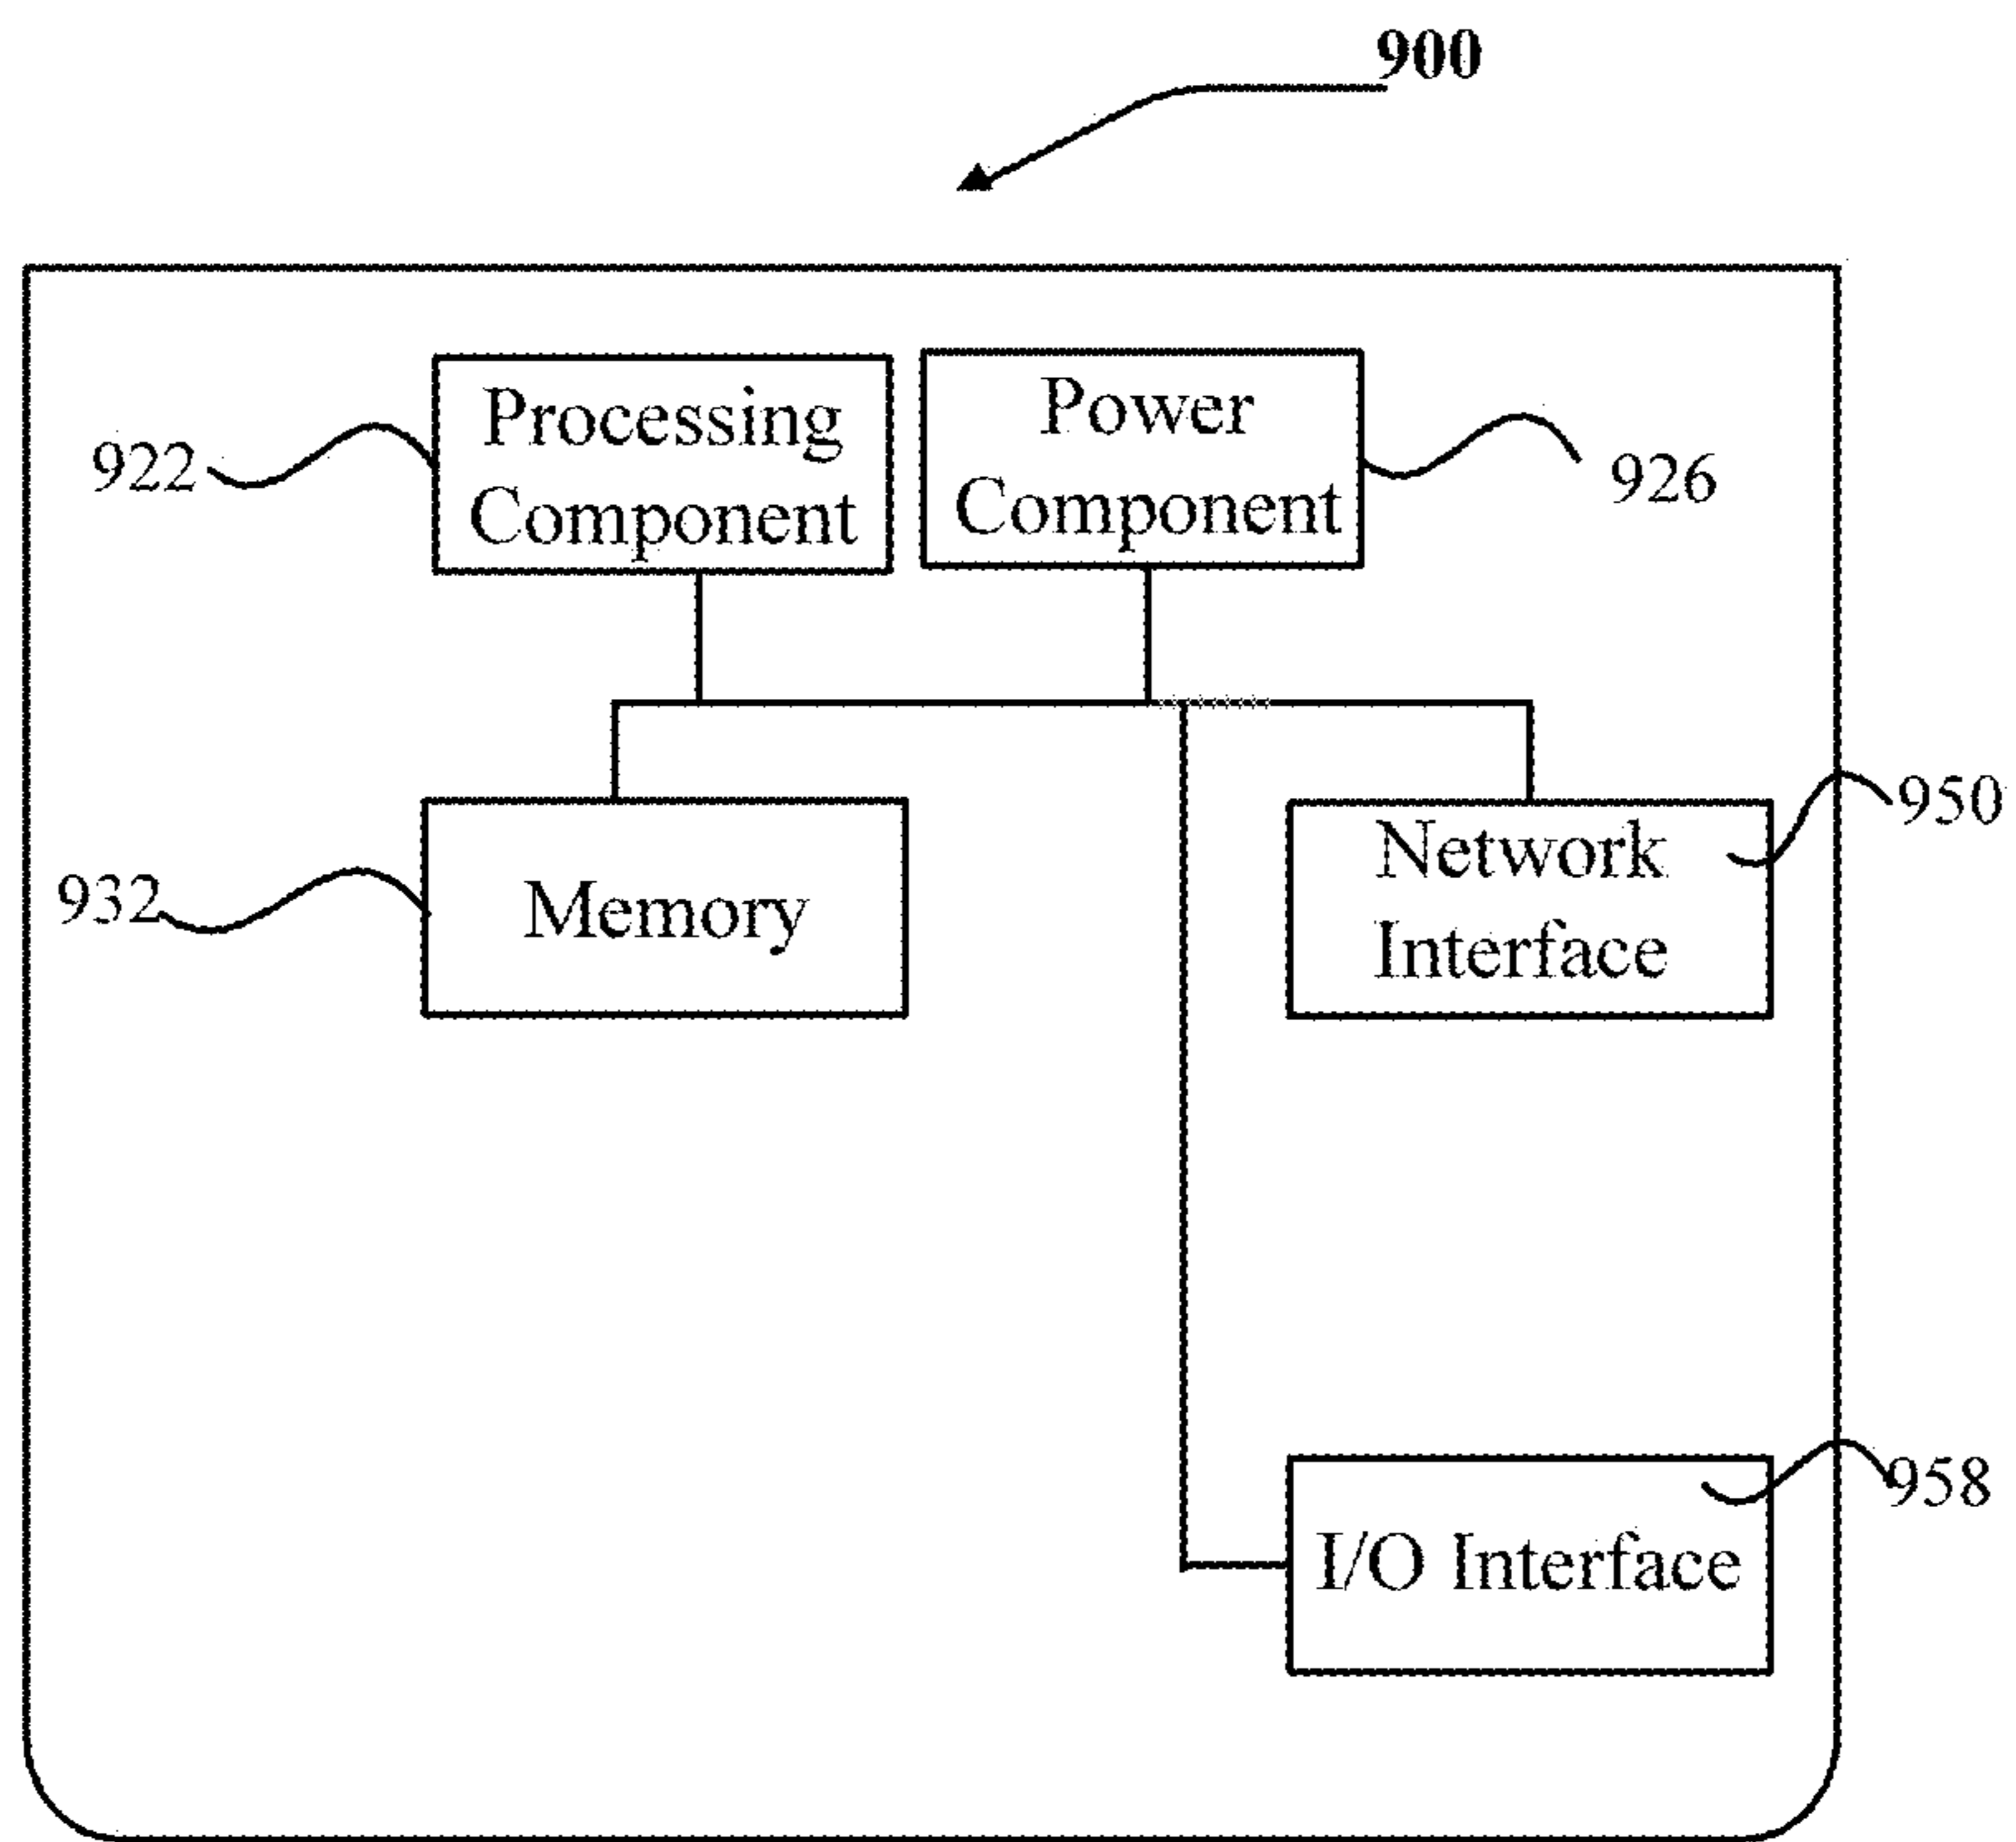 900
Processing
Component
Power
Component
922
926
950
Network
Interface
932
Memory
958
I/O Interface